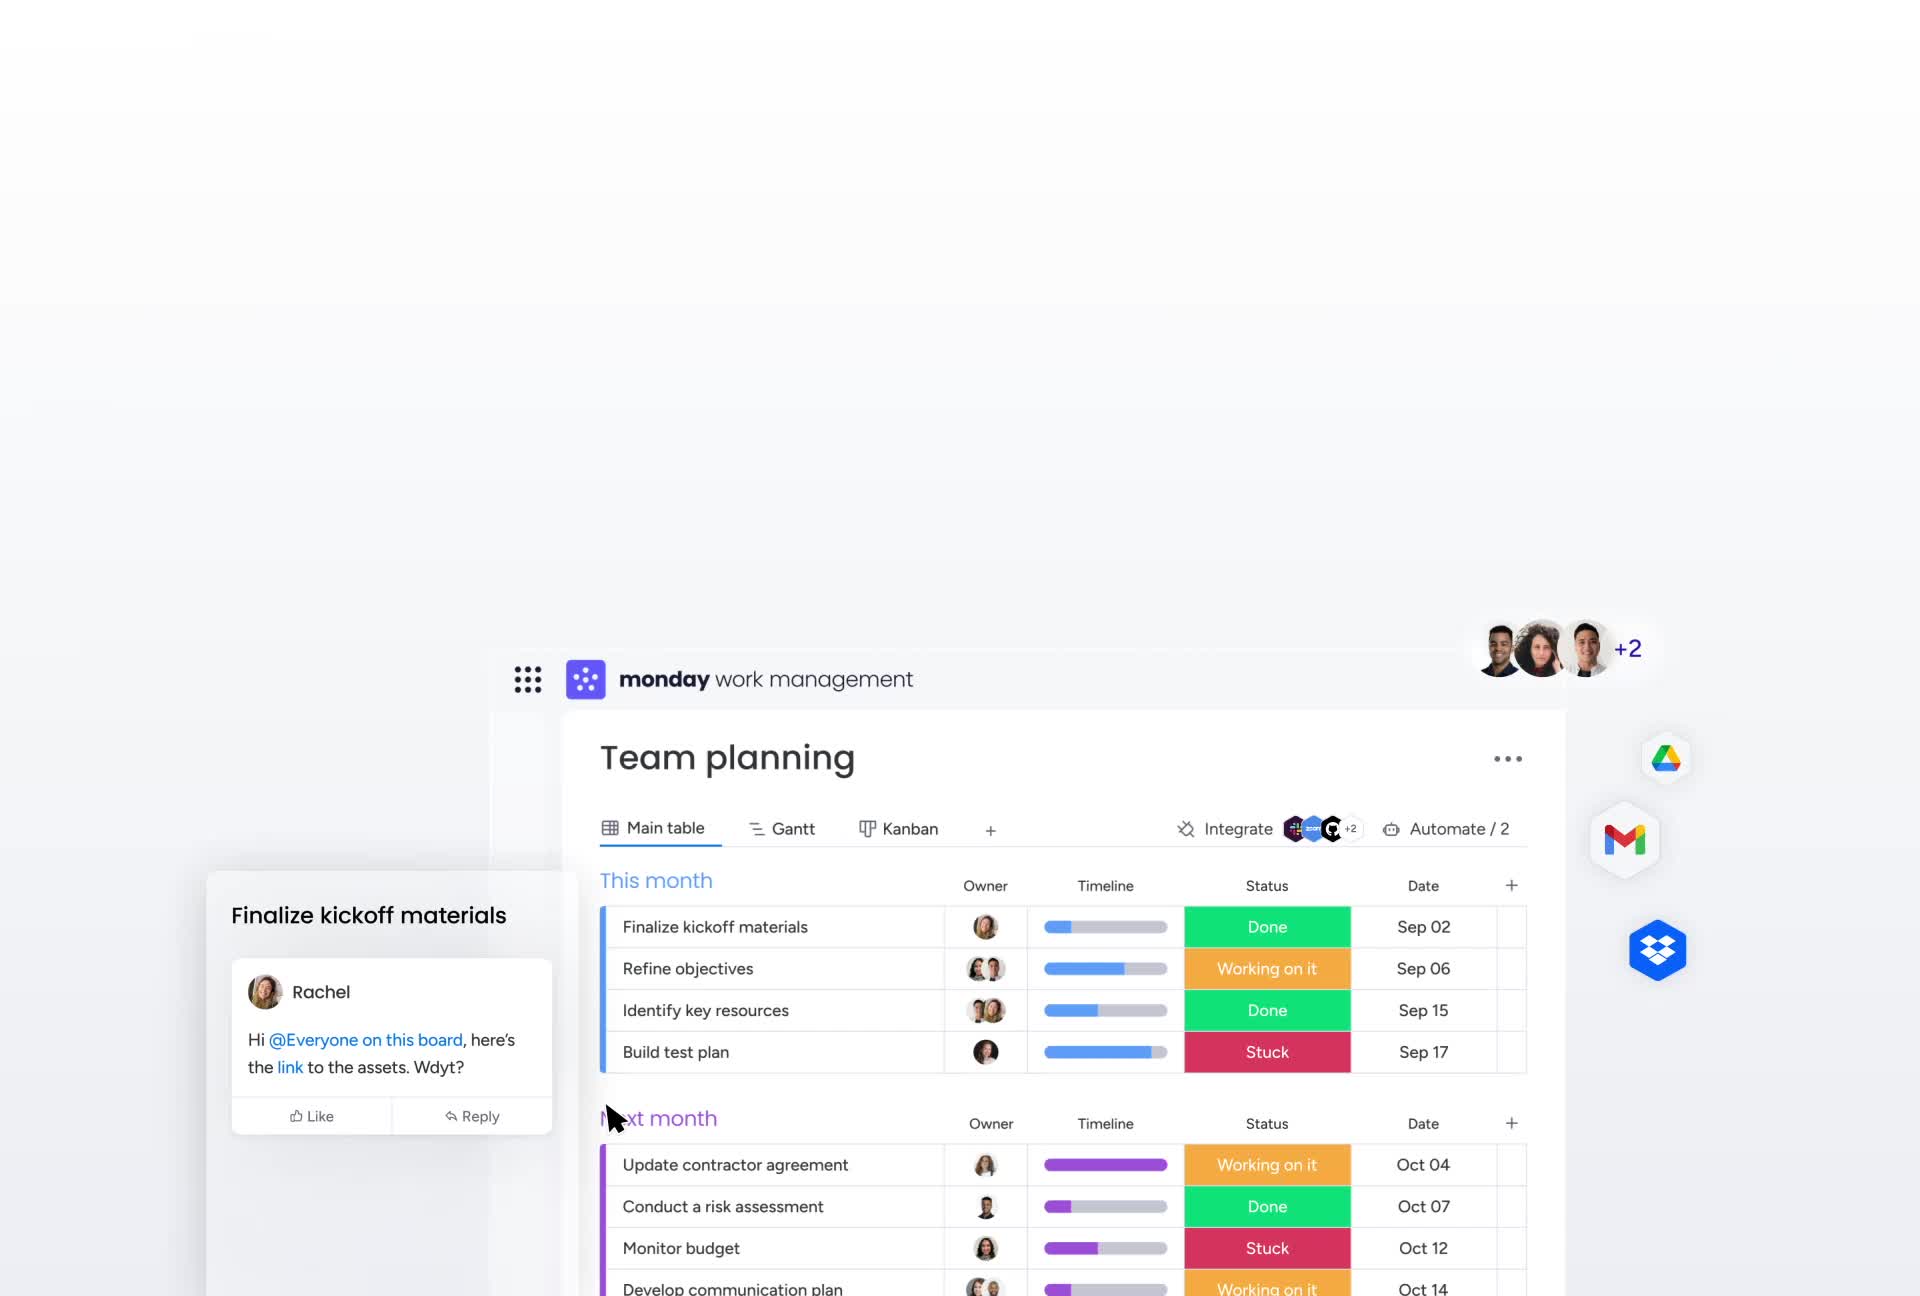 +2
monday work management
Team planning
Main table Gantt Kanban + Integrate zoom +2 Automate / 2
This month Owner Timeline Status Date +
Finalize kickoff materials Done Sep 02
Refine objectives Working on it Sep 06
Identify key resources Done Sep 15
Build test plan Stuck Sep 17
Finalize kickoff materials
Rachel
Hi @Everyone on this board, here's
the link to the assets. Wdyt?
Like Reply
xt month Owner Timeline Status Date +
Update contractor agreement Working on it Oct 04
Conduct a risk assessment Done Oct 07
Monitor budget Stuck Oct 12
Develop communication plan Working on it Oct 14